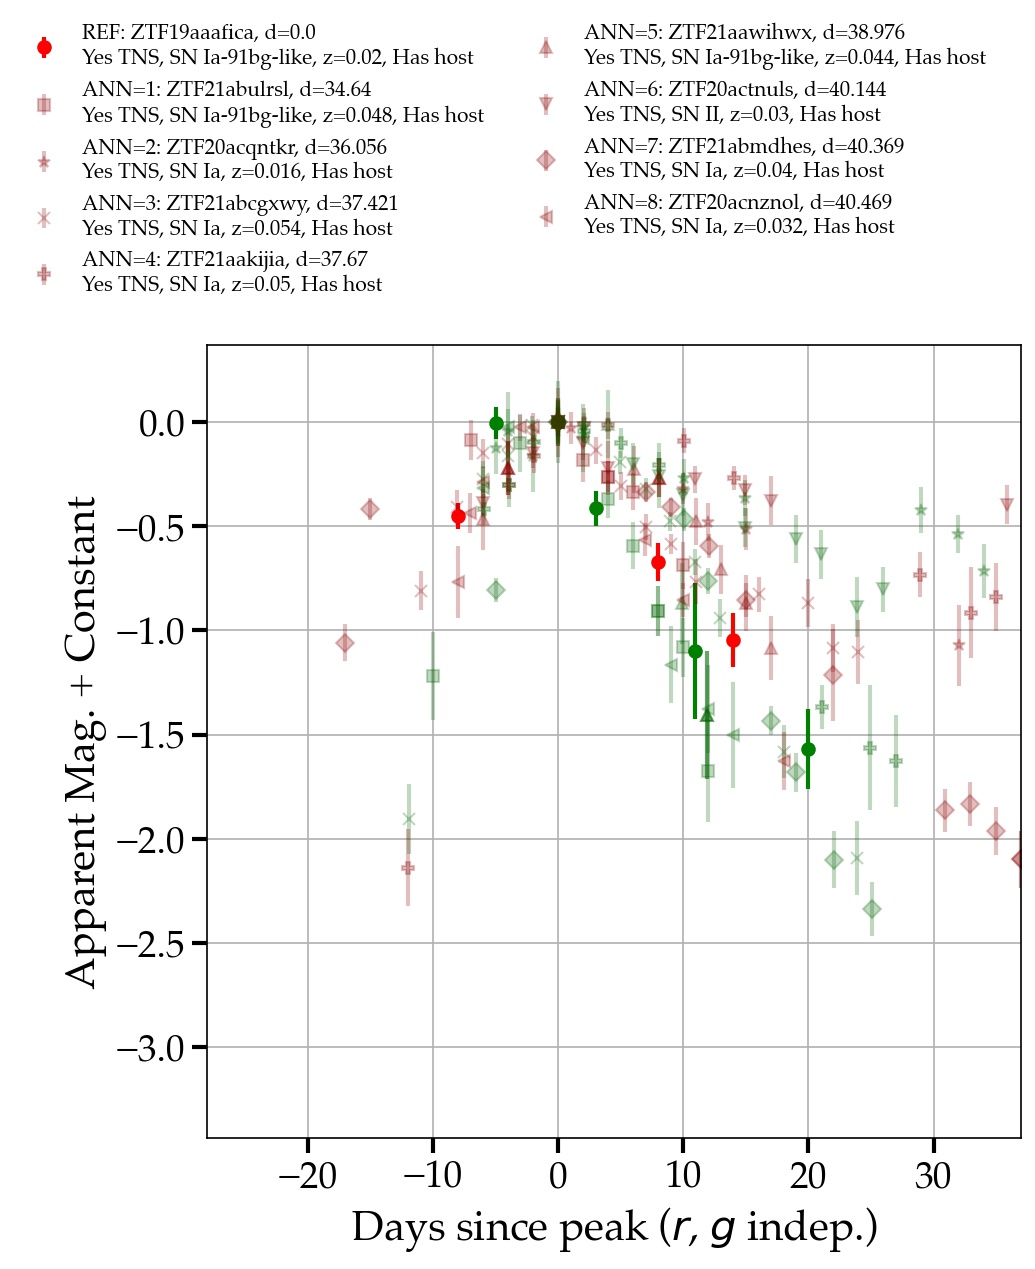 REF: ZTF19aaafica, d=0.0
Yes TNS, SN Ia-91bg-like, z=0.02, Has host
ANN=1: ZTF21abulrsl, d=34.64
Yes TNS, SN Ia-91bg-like, z=0.048, Has host
ANN=2: ZTF20acqntkr, d=36.056
Yes TNS, SN Ia, z=0.016, Has host
ANN=3: ZTF21abcgxwy, d=37.421
Yes TNS, SN Ia, z=0.054, Has host
ANN=4: ZTF21aakijia, d=37.67
Yes TNS, SN Ia, z=0.05, Has host
ANN=5: ZTF21aawihwx, d=38.976
Yes TNS, SN Ia-91bg-like, z=0.044, Has host
ANN=6: ZTF20actnuls, d=40.144
Yes TNS, SN II, z=0.03, Has host
ANN=7: ZTF21abmdhes, d=40.369
Yes TNS, SN Ia, z=0.04, Has host
ANN=8: ZTF20acnznol, d=40.469
Yes TNS, SN Ia, z=0.032, Has host
Apparent Mag. + Constant
0.0
−0.5
−1.0
−1.5
−2.0
−2.5
−3.0
−20
−10
0
10
20
30
Days since peak (r, g indep.)